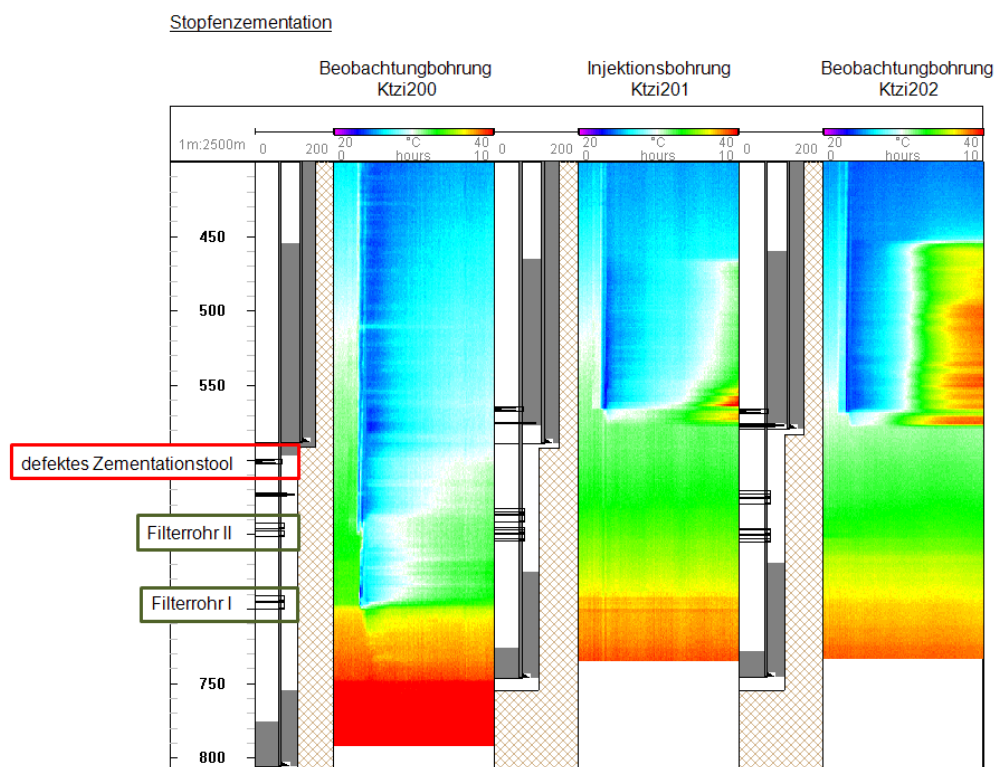 Stopfenzementation
Beobachtungbohrung
Ktzi200
Injektionsbohrung
Ktzi201
Beobachtungbohrung
Ktzi202
1m:2500m
0 200
20 °C 40
0 hours 10
0 200
20 °C 40
0 hours 10
0 200
20 °C 40
0 hours 10
450
500
550
defektes Zementationstool
Filterrohr II
Filterrohr I
750
800